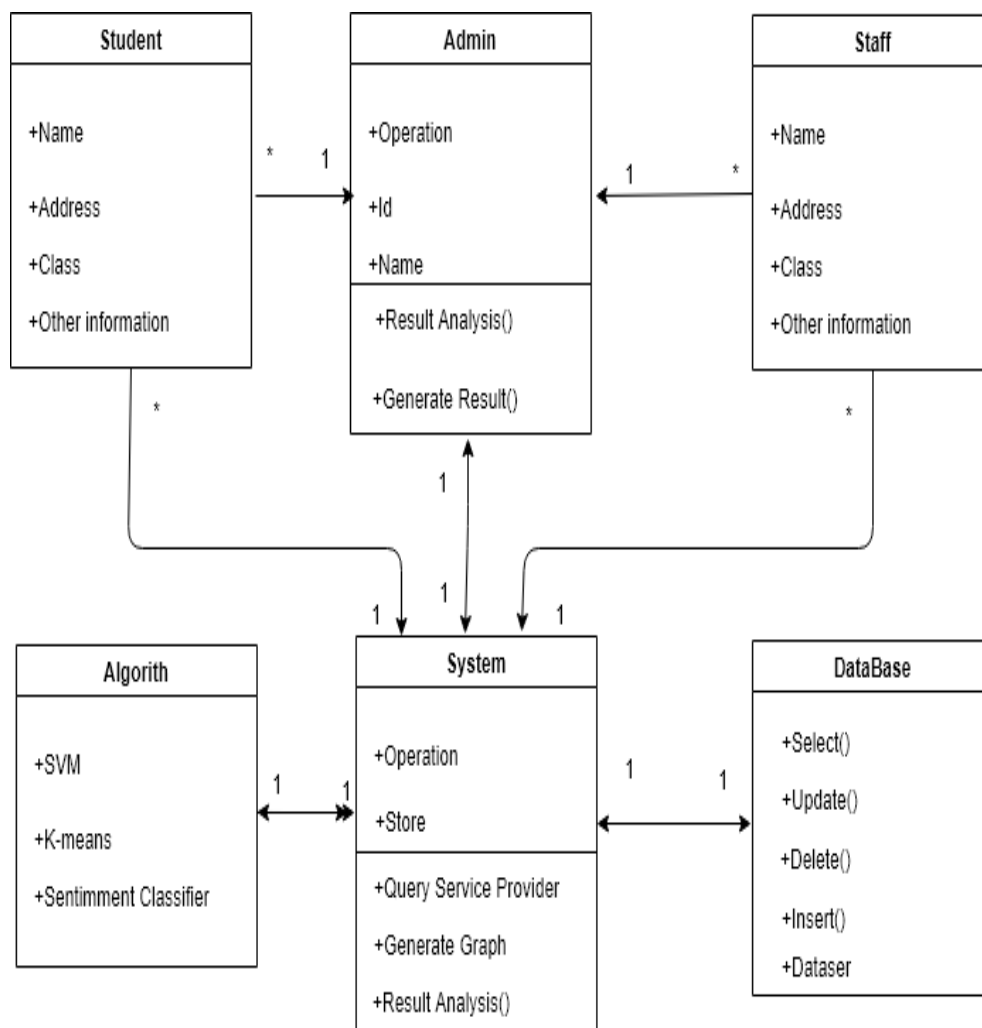 Student
+Name
+Address
+Class
+Other information
*
1
Admin
+Operation
+Id
+Name
+Result Analysis()
+Generate Result()
1
*
Staff
+Name
+Address
+Class
+Other information
*
*
1
1
1
1
Algorith
+SVM
+K-means
+Sentimment Classifier
1
1
System
+Operation
+Store
+Query Service Provider
+Generate Graph
+Result Analysis()
1
1
DataBase
+Select()
+Update()
+Delete()
+Insert()
+Dataser